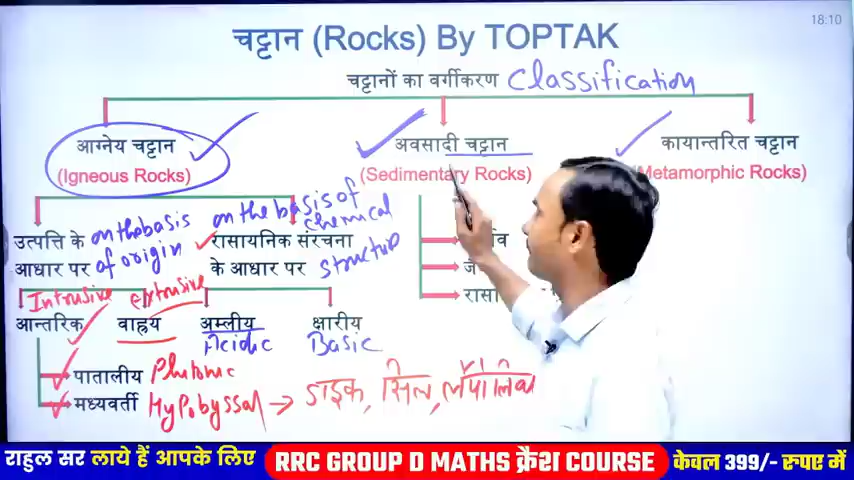 18:10
चट्टान (Rocks) By TOPTAK
चट्टानों का वर्गीकरण Classification
आग्नेय चट्टान
(Igneous Rocks)
अवसादी चट्टान
(Sedimentary Rocks)
कायान्तरित चट्टान
Metamorphic Rocks)
उत्पत्ति के
आधार पर
on the basis
of origin
रासायनिक संरचना
के आधार पर
on the basis of
chemical
structure
Intrusive
आन्तरिक
extrusive
वाह्रय
अम्लीय
Acidic
क्षारीय
Basic
पातालीय
मध्यवर्ती
→ डाइक, सिल,
रासा
राहुल सर लाये हैं आपके लिए
RRC GROUP D MATHS क्रैश COURSE
केवल 399/- रुपए में